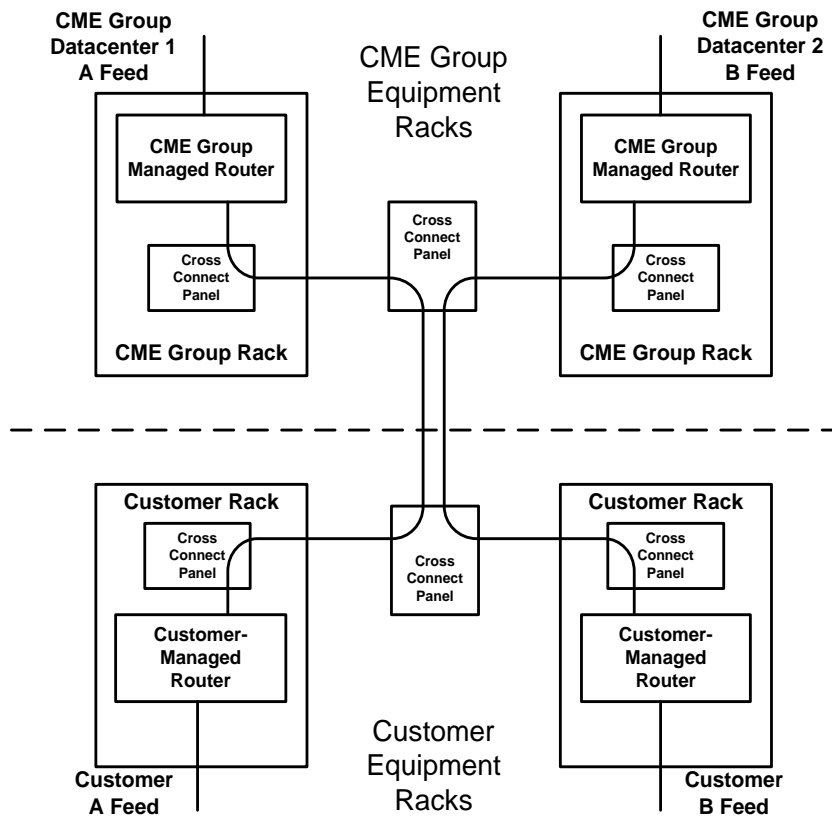 CME Group
Datacenter 1
A Feed
CME Group
Equipment
Racks
CME Group
Datacenter 2
B Feed
CME Group
Managed Router
CME Group
Managed Router
Cross
Connect
Panel
Cross
Connect
Panel
Cross
Connect
Panel
CME Group Rack
CME Group Rack
Customer Rack
Customer Rack
Cross
Connect
Panel
Cross
Connect
Panel
Cross
Connect
Panel
Customer-
Managed
Router
Customer-
Managed
Router
Customer
Equipment
Racks
Customer
A Feed
Customer
B Feed